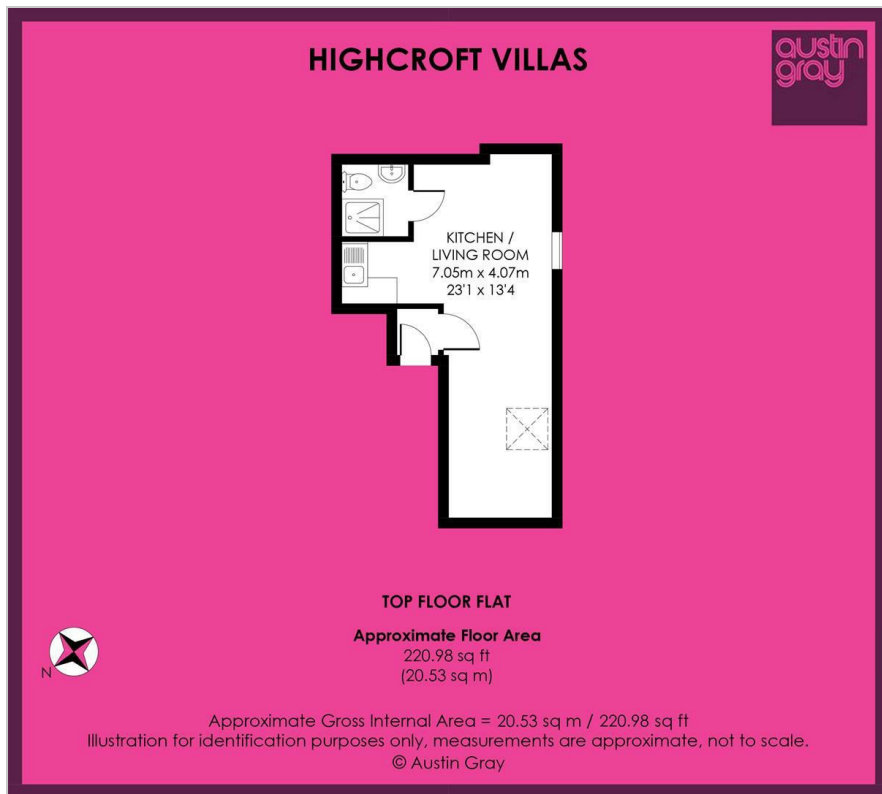 HIGHCROFT VILLAS
austin
gray
KITCHEN /
LIVING ROOM
7.05m x 4.07m
23'1 x 13'4
TOP FLOOR FLAT
Approximate Floor Area
220.98 sq ft
(20.53 sq m)
N
Approximate Gross Internal Area = 20.53 sq m / 220.98 sq ft
Illustration for identification purposes only, measurements are approximate, not to scale.
© Austin Gray